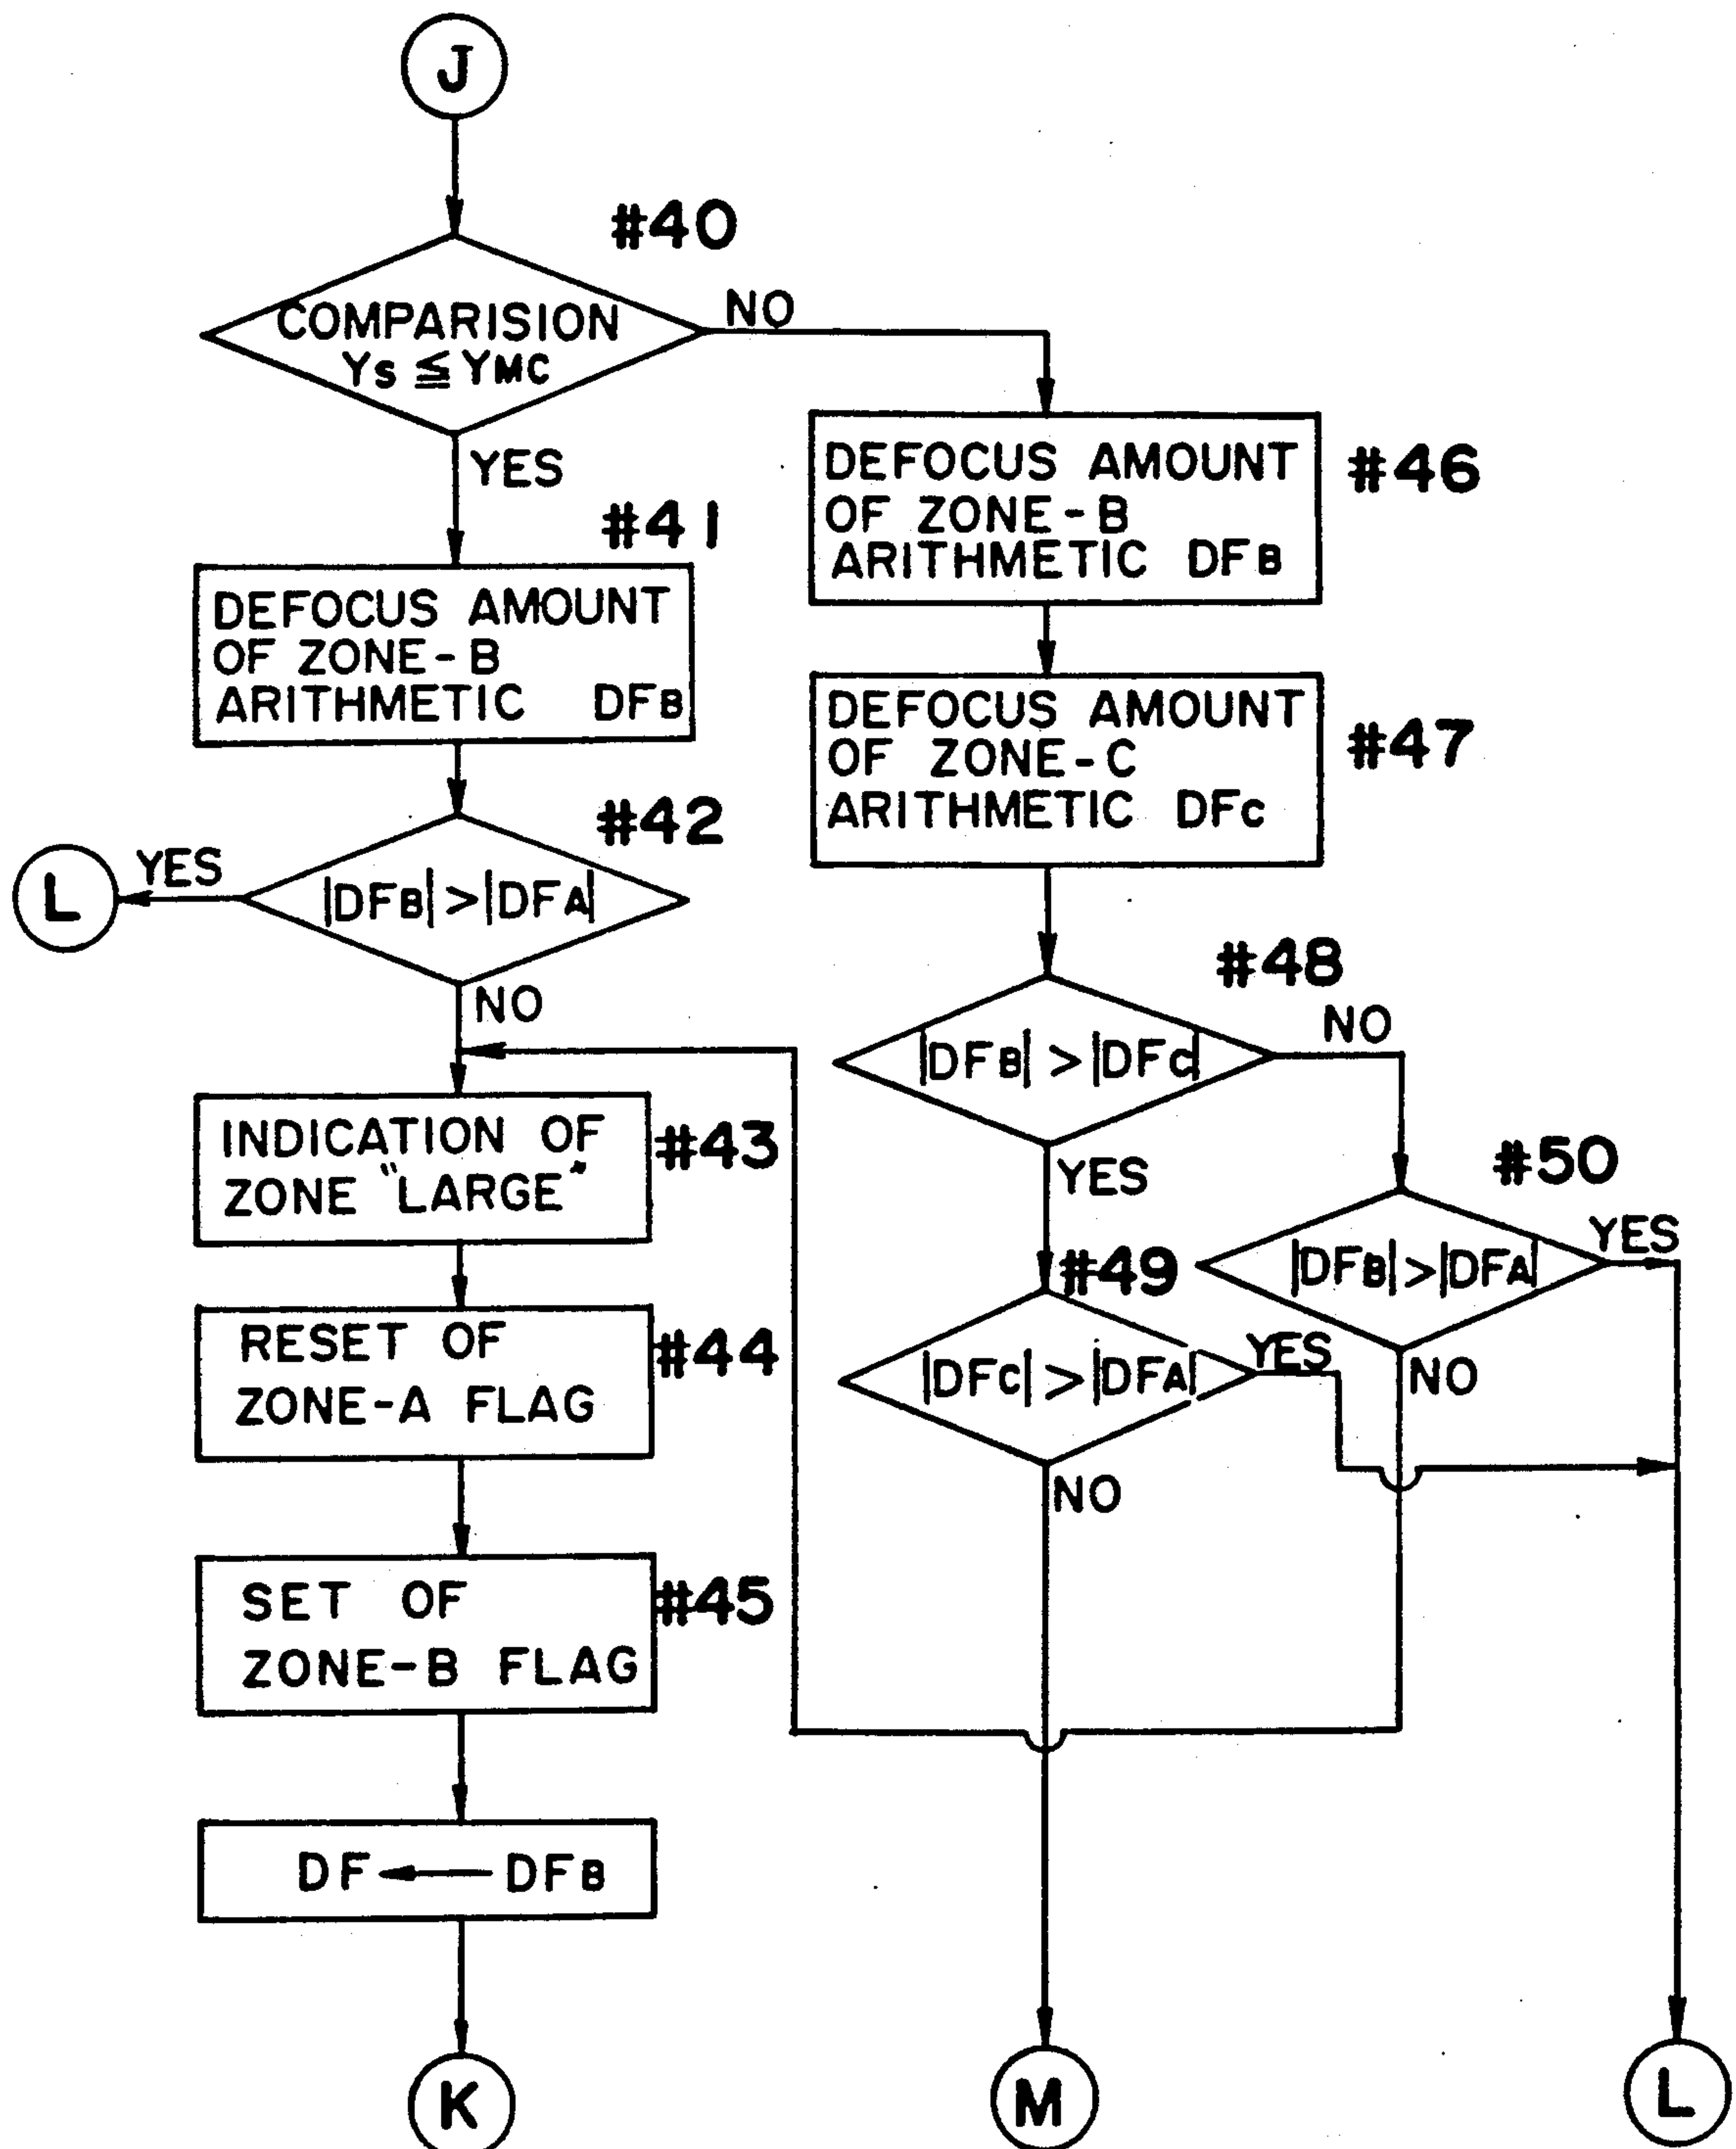 J
#40
COMPARISION
Ys ≦ YMC
NO
YES
#41
DEFOCUS AMOUNT
OF ZONE-B
ARITHMETIC DFB
#42
|DFB| > |DFA|
YES
L
NO
INDICATION OF
ZONE "LARGE"
#43
RESET OF
ZONE-A FLAG
#44
SET OF
ZONE-B FLAG
#45
DF ← DFB
K
DEFOCUS AMOUNT
OF ZONE-B
ARITHMETIC DFB
#46
DEFOCUS AMOUNT
OF ZONE-C
ARITHMETIC DFC
#47
#48
|DFB| > |DFC|
NO
YES
#49
|DFC| > |DFA|
YES
NO
M
#50
|DFB| > |DFA|
YES
NO
L